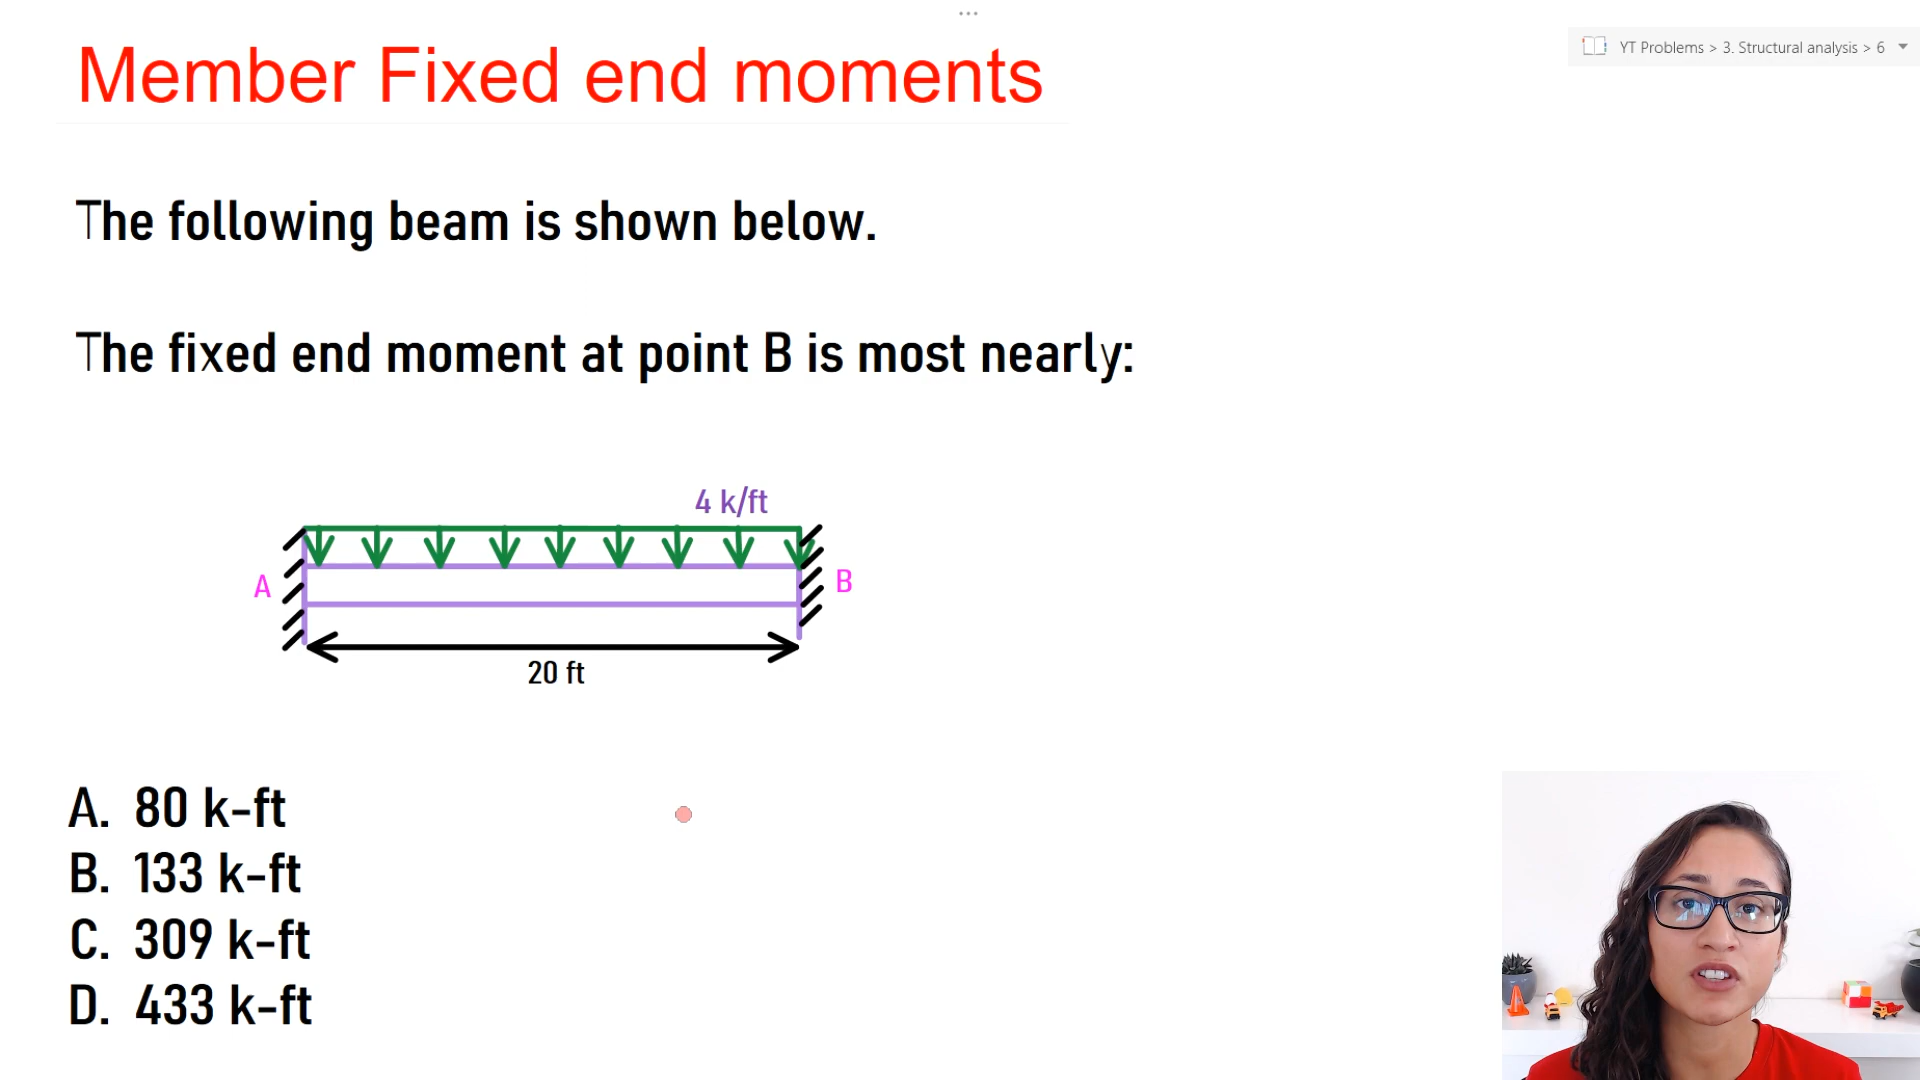 ...
YT Problems > 3. Structural analysis > 6
Member Fixed end moments
The following beam is shown below.
The fixed end moment at point B is most nearly:
4 k/ft
A
B
20 ft
A. 80 k-ft
B. 133 k-ft
C. 309 k-ft
D. 433 k-ft